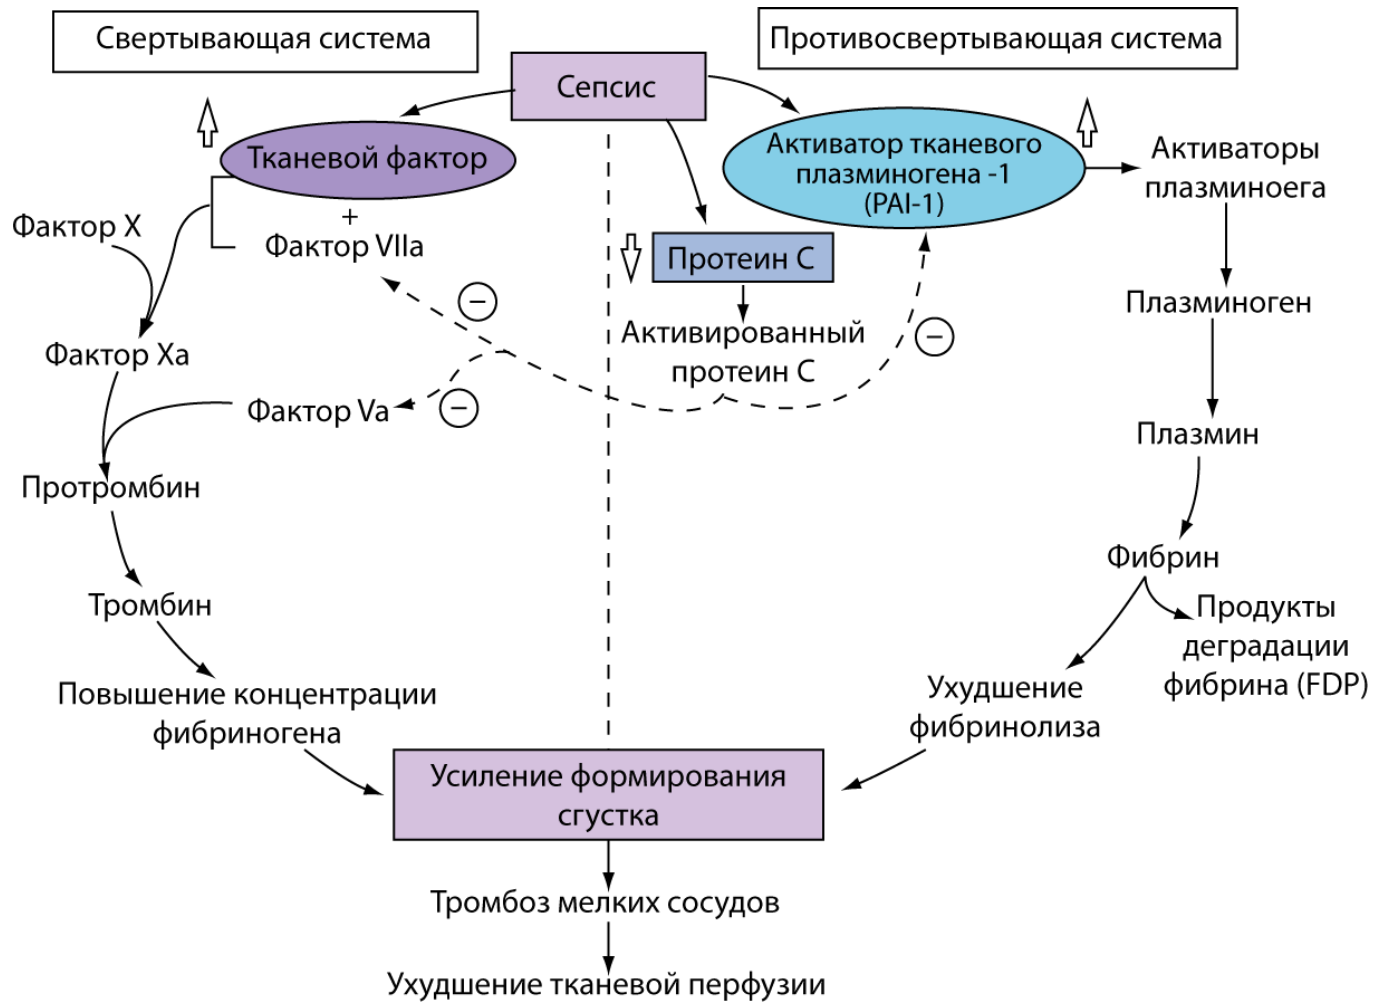 Свертывающая система
Противосвертывающая система
Сепсис
Тканевой фактор
+
Фактор VIIa
Активатор тканевого
плазминогена -1
(PAI-1)
Активаторы
плазминоега
Фактор X
Протеин С
Плазминоген
−
Активированный
протеин С
−
Фактор Xa
Фактор Va
−
Плазмин
Протромбин
Фибрин
Тромбин
Продукты
деградации
фибрина (FDP)
Повышение концентрации
фибриногена
Ухудшение
фибринолиза
Усиление формирования
сгустка
Тромбоз мелких сосудов
Ухудшение тканевой перфузии